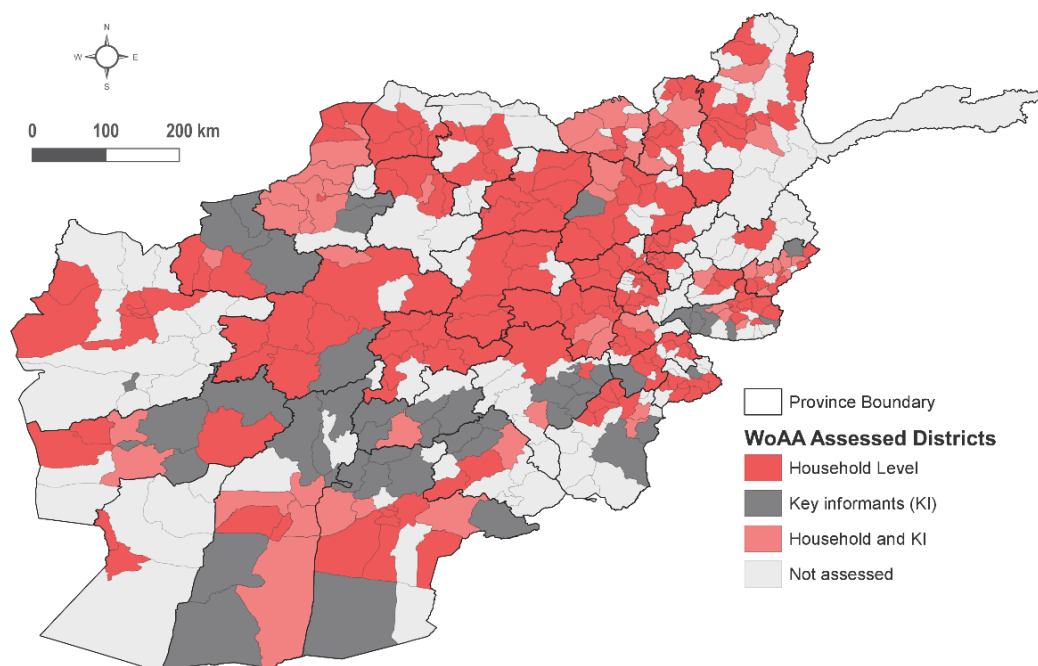 N
W E
S
0 100 200 km
Province Boundary
WoAA Assessed Districts
Household Level
Key informants (KI)
Household and KI
Not assessed